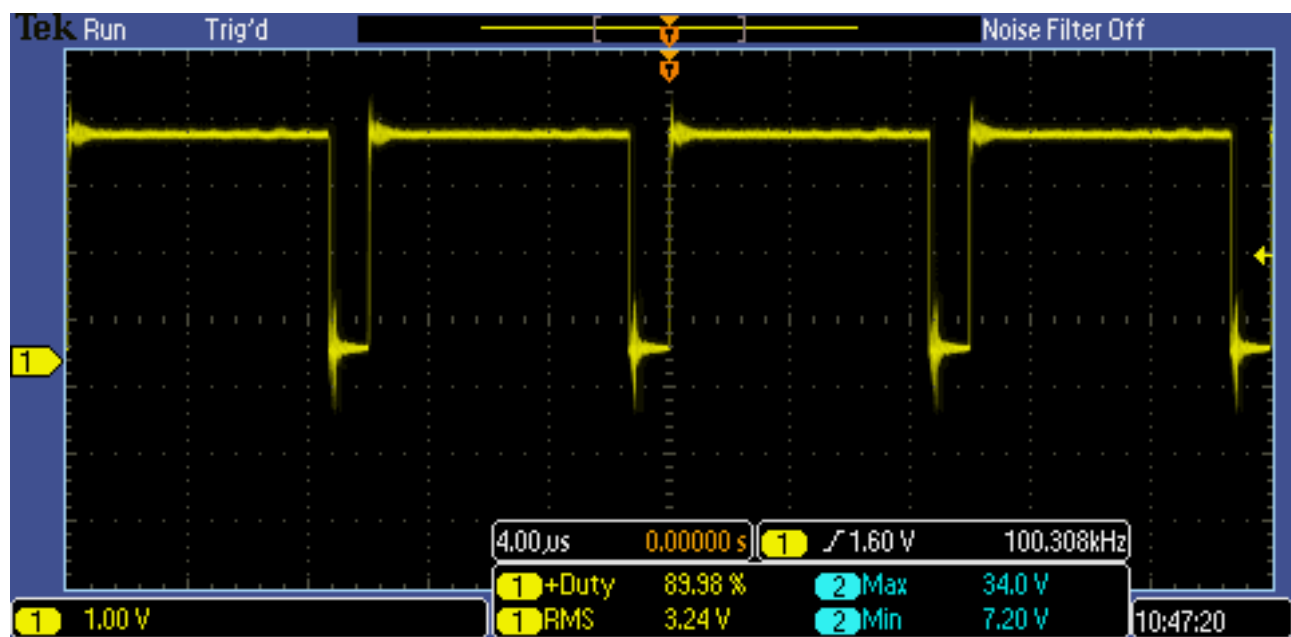 Tek Run Trig'd Noise Filter Off
T
T
1
4.00µs 0.00000 s 1 1.60 V 100.308kHz
1 +Duty 89.98 % 2 Max 34.0 V
1 1.00 V 1 RMS 3.24 V 2 Min 7.20 V 10:47:20